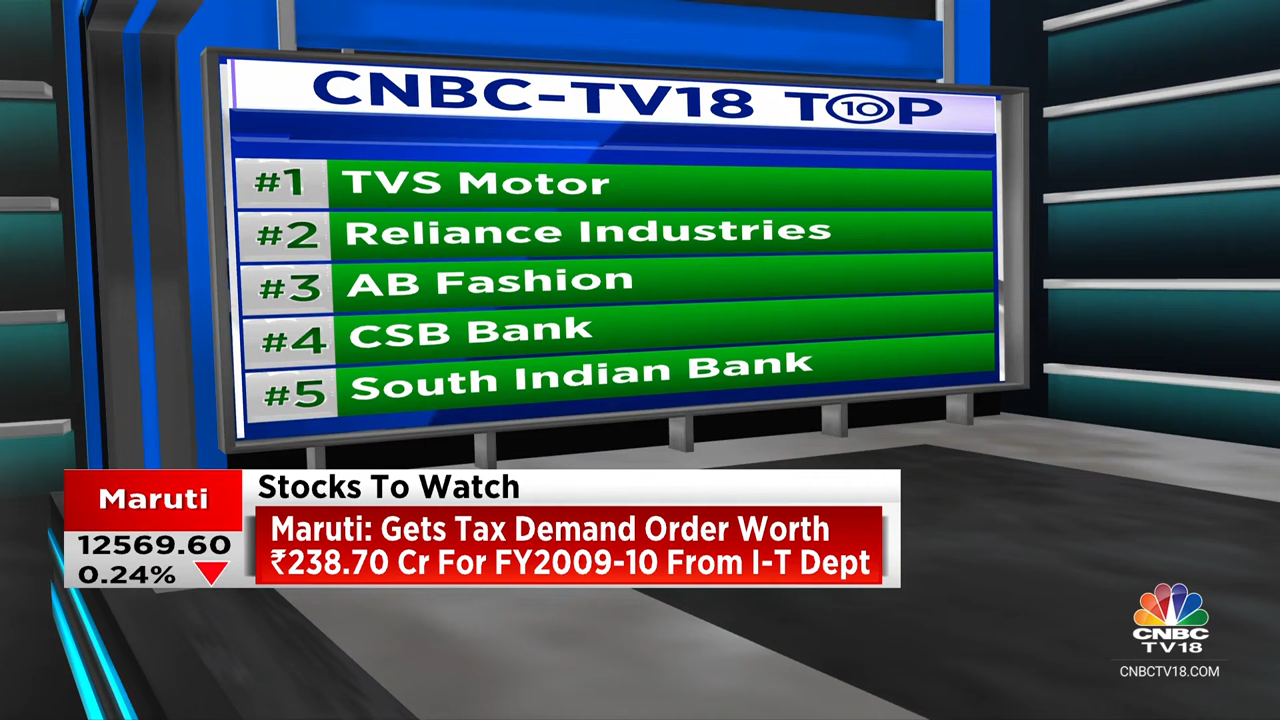 CNBC-TV18 TOP 10
#1 TVS Motor
#2 Reliance Industries
#3 AB Fashion
#4 CSB Bank
#5 South Indian Bank
Maruti
12569.60
0.24%
Stocks To Watch
Maruti: Gets Tax Demand Order Worth
₹238.70 Cr For FY2009-10 From I-T Dept
CNBC
TV18
CNBCTV18.COM